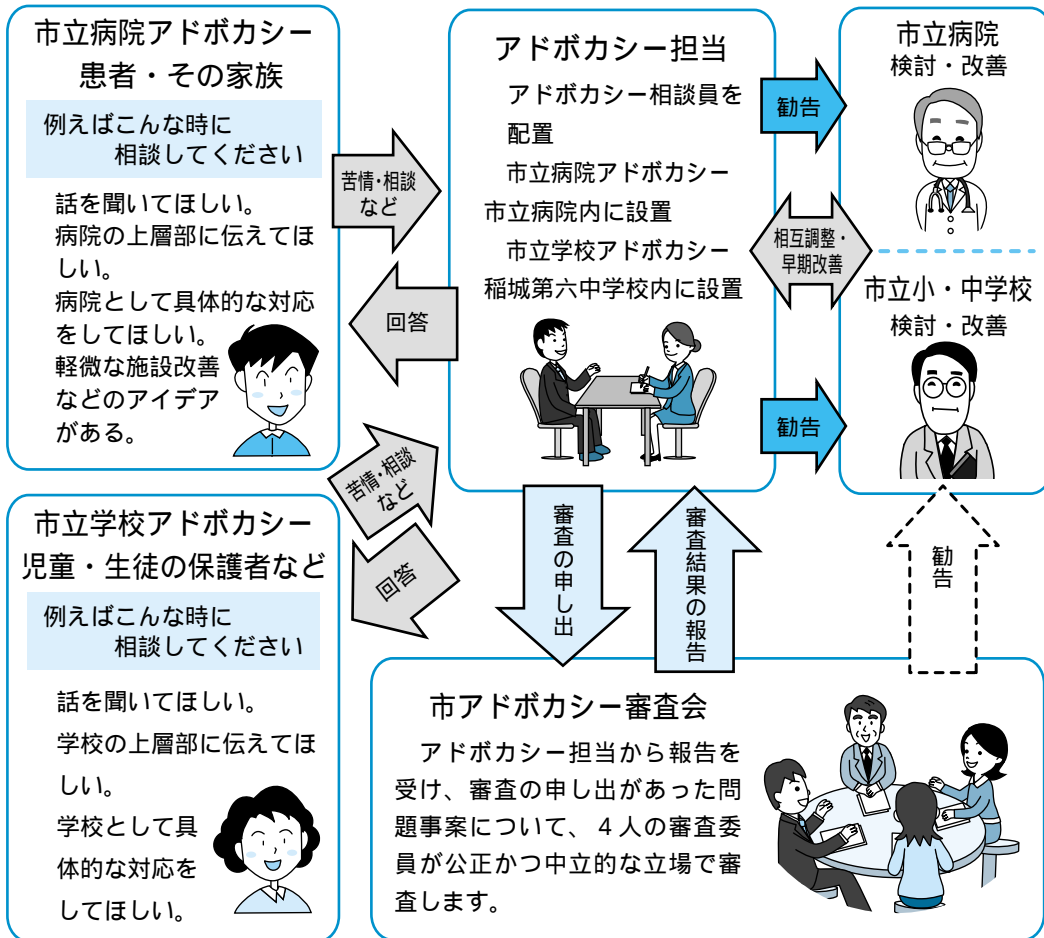 市立病院アドボカシー
患者・その家族
例えばこんな時に
相談してください
話を聞いてほしい。
病院の上層部に伝えてほ
しい。
病院として具体的な対応
をしてほしい。
軽微な施設改善
などのアイデア
がある。
苦情・相談
など
回答
アドボカシー担当
アドボカシー相談員を
配置
市立病院アドボカシー
市立病院内に設置
市立学校アドボカシー
稲城第六中学校内に設置
勧告
相互調整・
早期改善
勧告
市立病院
検討・改善
市立小・中学校
検討・改善
苦情・相談
など
回答
市立学校アドボカシー
児童・生徒の保護者など
例えばこんな時に
相談してください
話を聞いてほしい。
学校の上層部に伝えてほ
しい。
学校として具
体的な対応を
してほしい。
審査の申し出
審査結果の報告
勧告
市アドボカシー審査会
アドボカシー担当から報告を
受け、審査の申し出があった問
題事案について、４人の審査委
員が公正かつ中立的な立場で審
査します。